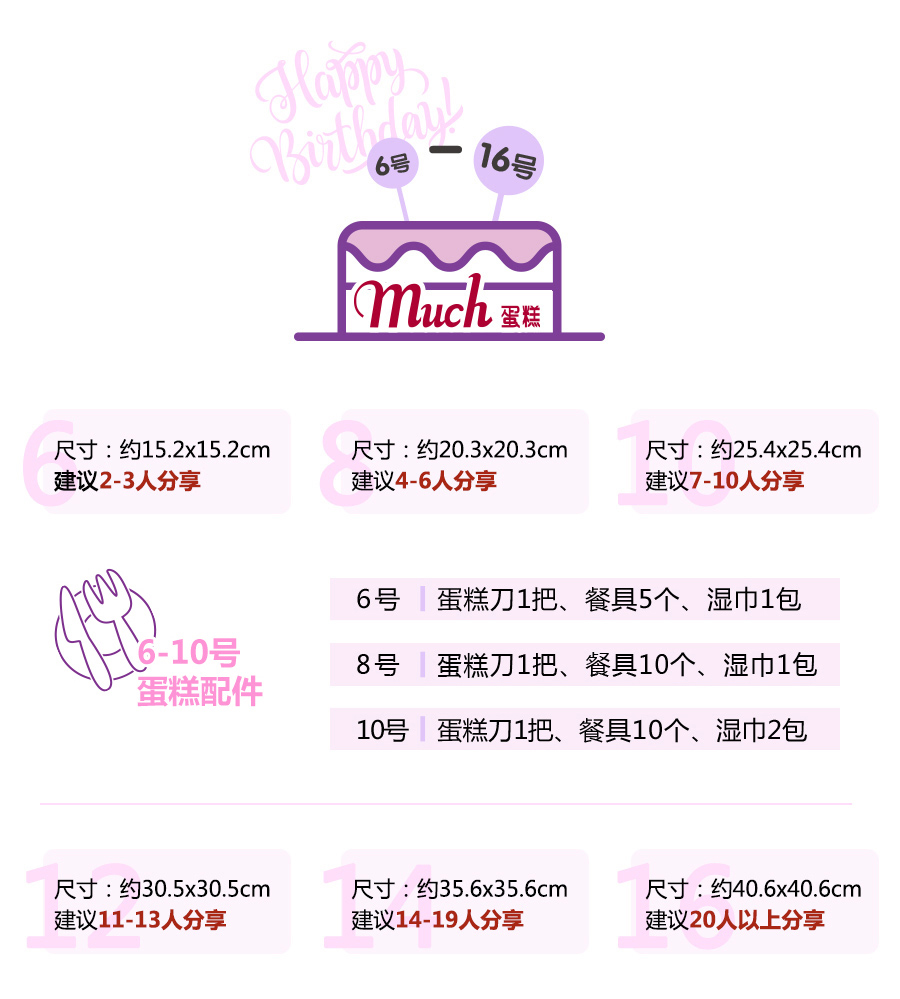 Happy
Birthday!
6号 - 16号
Much 蛋糕
6
尺寸：约15.2x15.2cm
建议2-3人分享
8
尺寸：约20.3x20.3cm
建议4-6人分享
10
尺寸：约25.4x25.4cm
建议7-10人分享
6-10号
蛋糕配件
6号 蛋糕刀1把、餐具5个、湿巾1包
8号 蛋糕刀1把、餐具10个、湿巾1包
10号 蛋糕刀1把、餐具10个、湿巾2包
12
尺寸：约30.5x30.5cm
建议11-13人分享
14
尺寸：约35.6x35.6cm
建议14-19人分享
16
尺寸：约40.6x40.6cm
建议20人以上分享